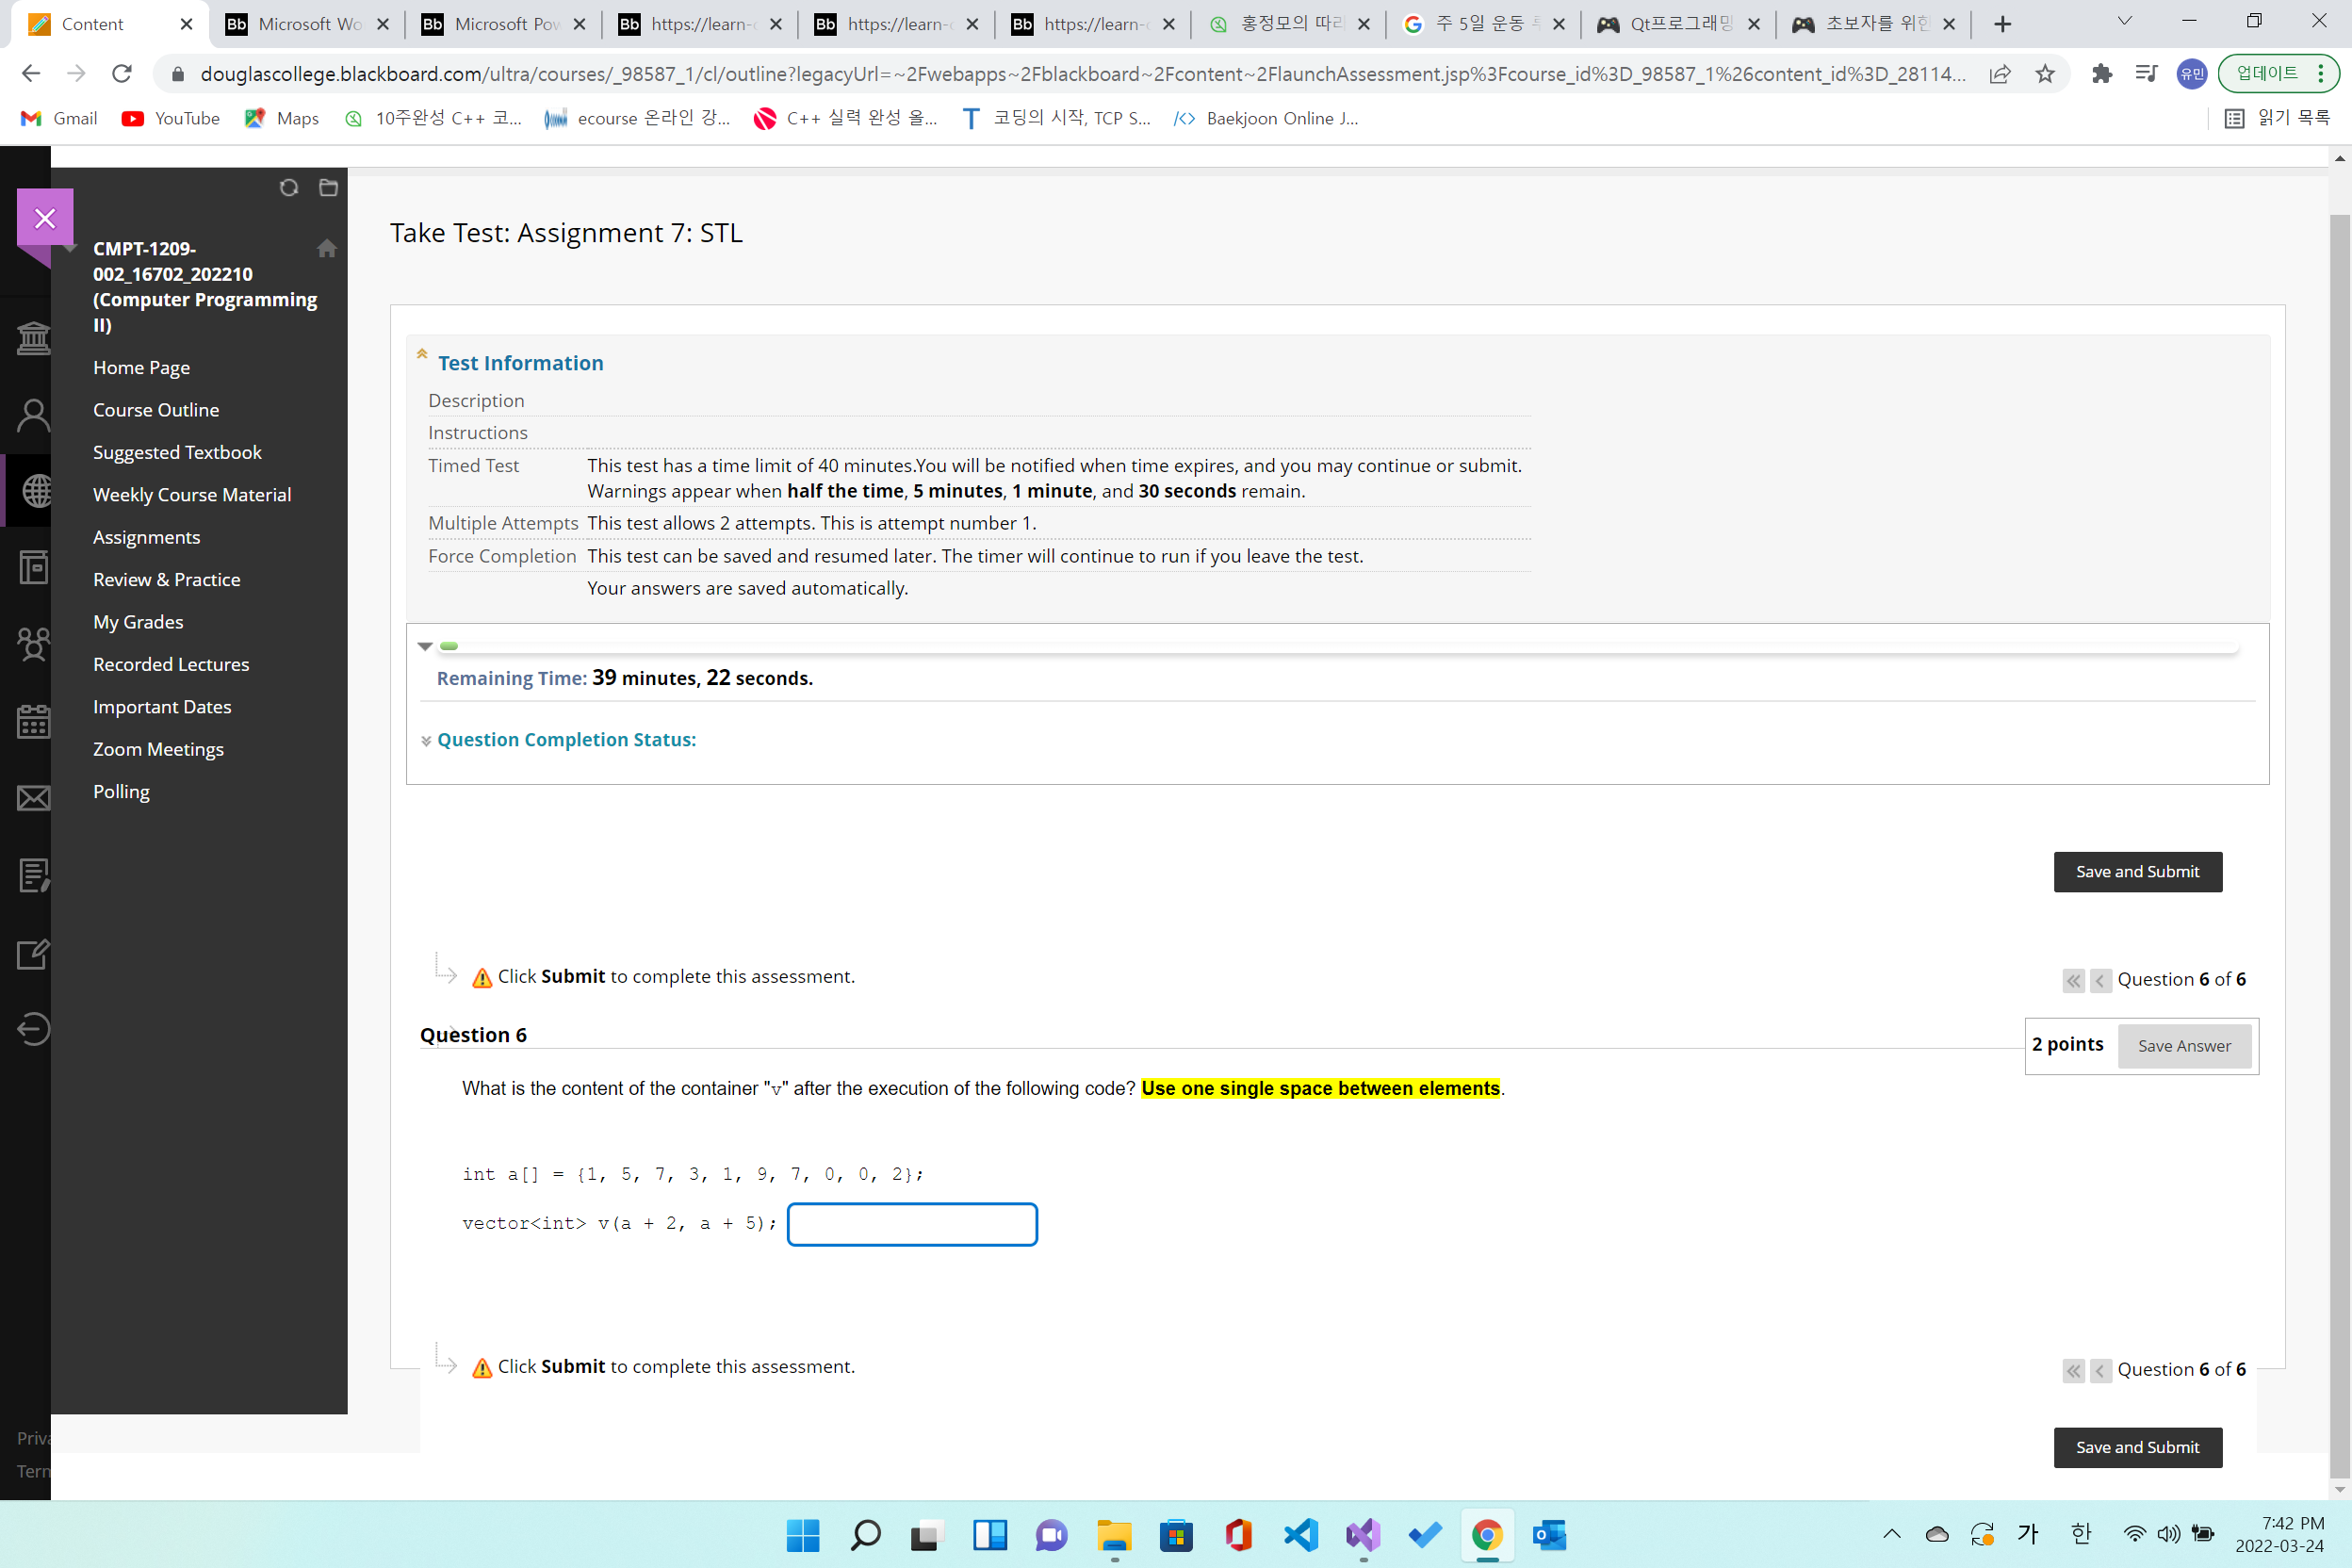 Content
Microsoft Wo
Microsoft Pow
https://learn-
https://learn-
https://learn-
홍정모의 따라
주 5일 운동
Qt프로그래밍
초보자를 위한
douglascollege.blackboard.com/ultra/courses/_98587_1/cl/outline?legacyUrl=~2Fwebapps~2Fblackboard~2Fcontent~2FlaunchAssessment.jsp%3Fcourse_id%3D_98587_1%26content_id%3D_28114...
유민
업데이트
Gmail
YouTube
Maps
10주완성 C++ 코...
ecourse 온라인 강...
C++ 실력 완성 올...
코딩의 시작, TCP S...
Baekjoon Online J...
읽기 목록
CMPT-1209-
002_16702_202210
(Computer Programming
II)
Home Page
Course Outline
Suggested Textbook
Weekly Course Material
Assignments
Review & Practice
My Grades
Recorded Lectures
Important Dates
Zoom Meetings
Polling
Priva
Term
Take Test: Assignment 7: STL
Test Information
Description
Instructions
Timed Test This test has a time limit of 40 minutes.You will be notified when time expires, and you may continue or submit.
Warnings appear when half the time, 5 minutes, 1 minute, and 30 seconds remain.
Multiple Attempts This test allows 2 attempts. This is attempt number 1.
Force Completion This test can be saved and resumed later. The timer will continue to run if you leave the test.
Your answers are saved automatically.
Remaining Time: 39 minutes, 22 seconds.
Question Completion Status:
Save and Submit
Click Submit to complete this assessment.
Question 6 of 6
Question 6
2 points
Save Answer
What is the content of the container "v" after the execution of the following code? Use one single space between elements.
int a[] = {1, 5, 7, 3, 1, 9, 7, 0, 0, 2};
vector<int> v(a + 2, a + 5);
Click Submit to complete this assessment.
Question 6 of 6
Save and Submit
가
한
7:42 PM
2022-03-24